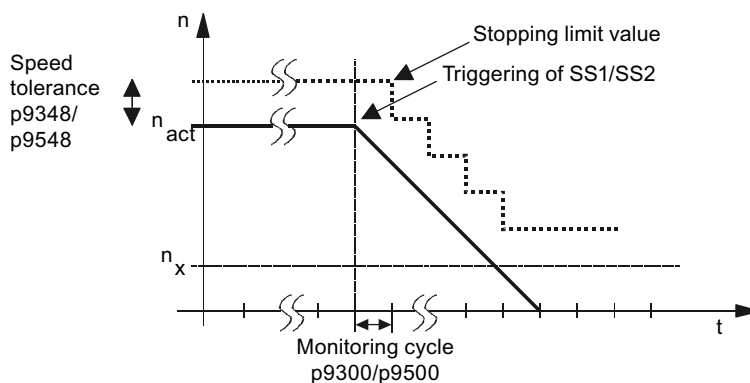 n
Stopping limit value
Speed
tolerance
p9348/
p9548
Triggering of SS1/SS2
n act
n x
t
Monitoring cycle
p9300/p9500